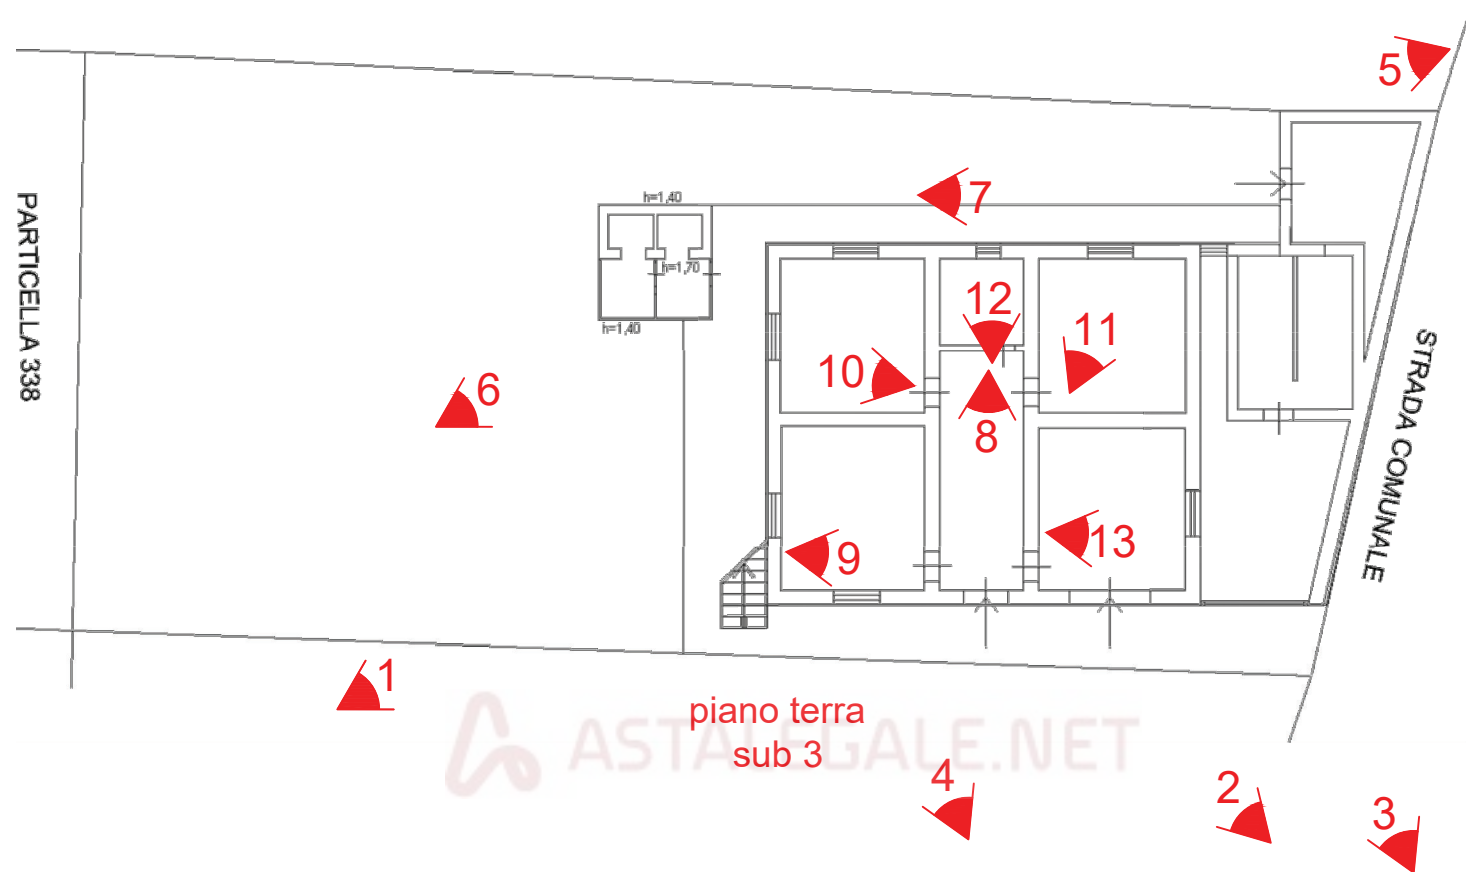 5
PARTICELLA 338
h=1,40
7
h=1,70
h=1,40
12
11
10
6
8
STRADA COMUNALE
9
13
1
piano terra
sub 3
ASTALEGALE.NET
4
2
3